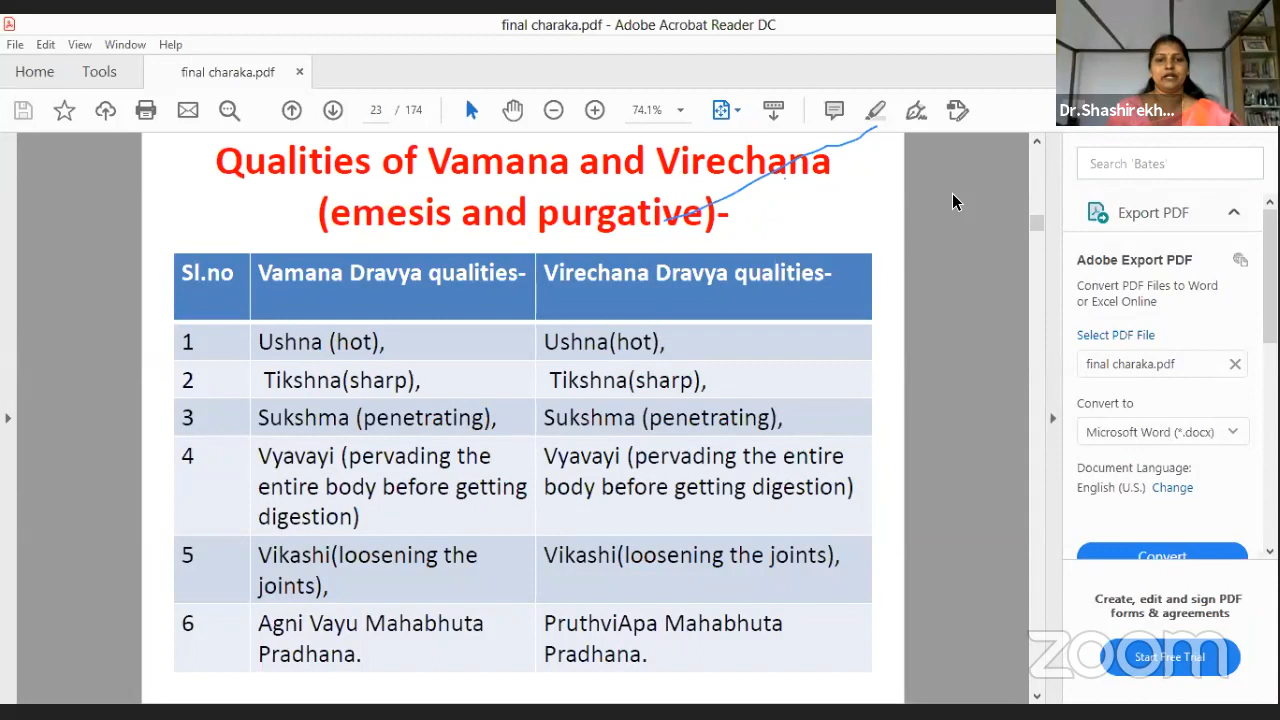 final charaka.pdf - Adobe Acrobat Reader DC
File Edit View Window Help
Home Tools final charaka.pdf ×
23 / 174 74.1%
Dr.Shashirekh...
Qualities of Vamana and Virechana
(emesis and purgative)-
Sl.no Vamana Dravya qualities- Virechana Dravya qualities-
1 Ushna (hot), Ushna(hot),
2 Tikshna(sharp), Tikshna(sharp),
3 Sukshma (penetrating), Sukshma (penetrating),
4 Vyavayi (pervading the Vyavayi (pervading the entire
entire body before getting body before getting digestion)
digestion)
5 Vikashi(loosening the Vikashi(loosening the joints),
joints),
6 Agni Vayu Mahabhuta PruthviApa Mahabhuta
Pradhana. Pradhana.
Search 'Bates'
Export PDF
Adobe Export PDF
Convert PDF Files to Word
or Excel Online
Select PDF File
final charaka.pdf
Convert to
Microsoft Word (*.docx)
Document Language:
English (U.S.) Change
Convert
Create, edit and sign PDF
forms & agreements
Start Free Trial
zoom